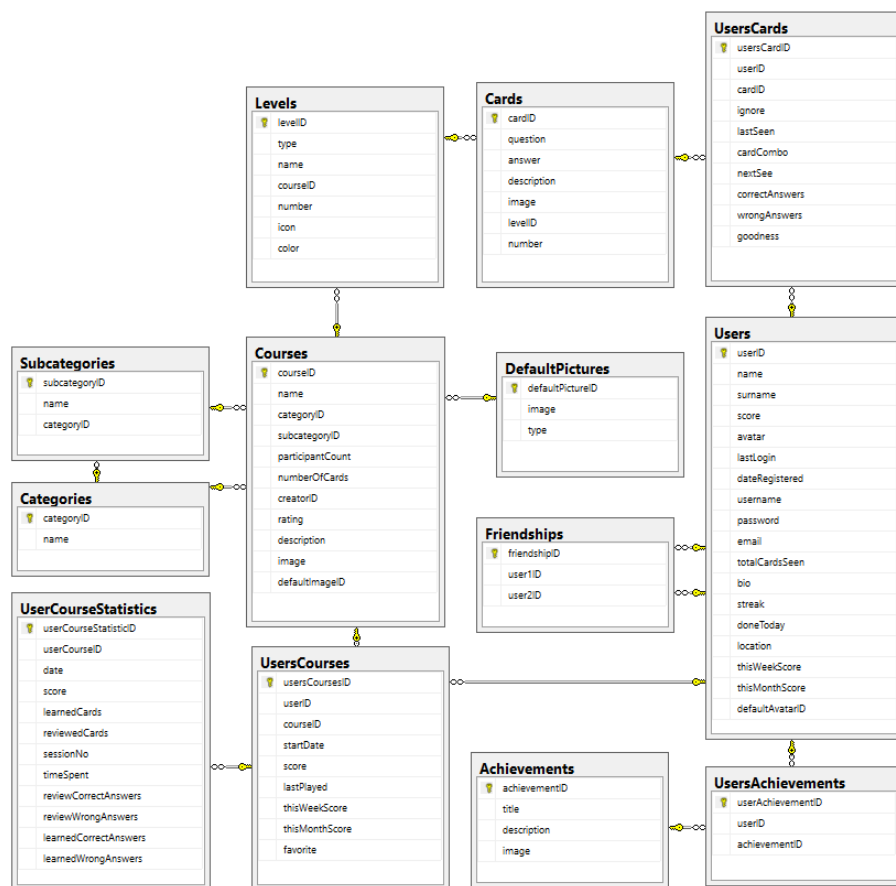 UsersCards
usersCardID
userID
cardID
ignore
lastSeen
cardCombo
nextSee
correctAnswers
wrongAnswers
goodness
Levels
levelID
type
name
courseID
number
icon
color
Cards
cardID
question
answer
description
image
levelID
number
Users
userID
name
surname
score
avatar
lastLogin
dateRegistered
username
password
email
totalCardsSeen
bio
streak
doneToday
location
thisWeekScore
thisMonthScore
defaultAvatarID
Subcategories
subcategoryID
name
categoryID
Courses
courseID
name
categoryID
subcategoryID
participantCount
numberOfCards
creatorID
rating
description
image
defaultImageID
DefaultPictures
defaultPictureID
image
type
Categories
categoryID
name
Friendships
friendshipID
user1ID
user2ID
UserCourseStatistics
userCourseStatisticID
userCourseID
date
score
learnedCards
reviewedCards
sessionNo
timeSpent
reviewCorrectAnswers
reviewWrongAnswers
learnedCorrectAnswers
learnedWrongAnswers
UsersCourses
usersCoursesID
userID
courseID
startDate
score
lastPlayed
thisWeekScore
thisMonthScore
favorite
Achievements
achievementID
title
description
image
UsersAchievements
userAchievementID
userID
achievementID